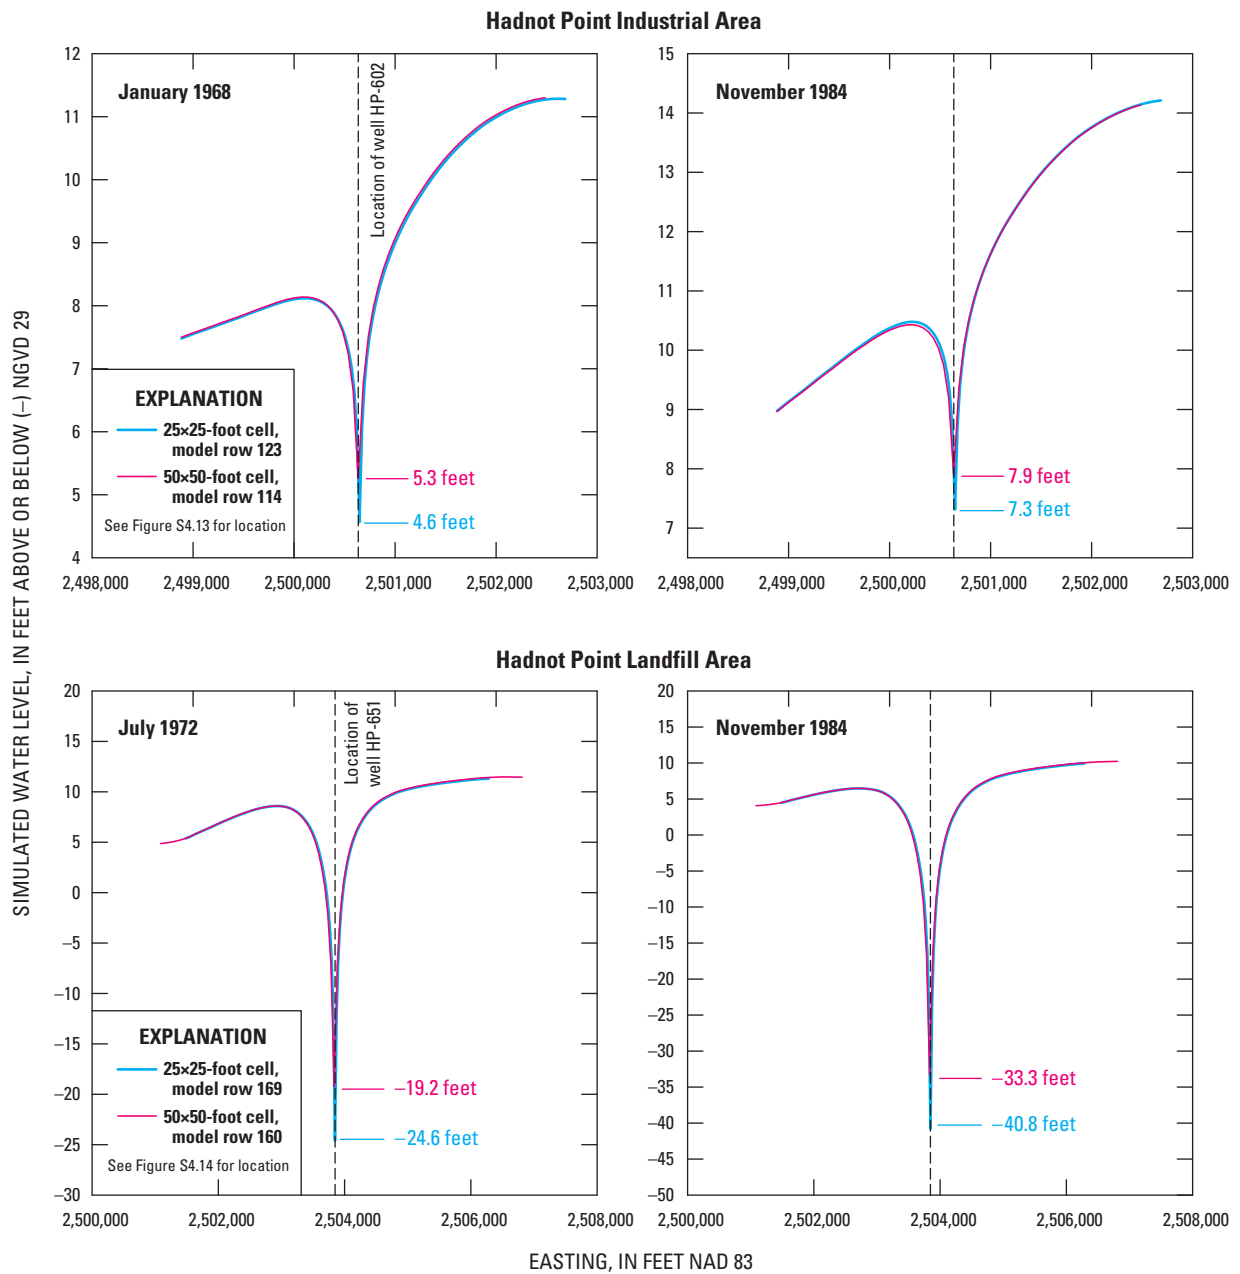 Hadnot Point Industrial Area
SIMULATED WATER LEVEL, IN FEET ABOVE OR BELOW (–) NGVD 29
January 1968
Location of well HP-602
12
11
10
9
8
7
6
5
4
EXPLANATION
25×25-foot cell,
model row 123
50×50-foot cell,
model row 114
See Figure S4.13 for location
5.3 feet
4.6 feet
2,498,000 2,499,000 2,500,000 2,501,000 2,502,000 2,503,000
November 1984
15
14
13
12
11
10
9
8
7
7.9 feet
7.3 feet
2,498,000 2,499,000 2,500,000 2,501,000 2,502,000 2,503,000
Hadnot Point Landfill Area
July 1972
Location of
well HP-651
20
15
10
5
0
–5
–10
–15
–20
–25
–30
EXPLANATION
25×25-foot cell,
model row 169
50×50-foot cell,
model row 160
See Figure S4.14 for location
–19.2 feet
–24.6 feet
2,500,000 2,502,000 2,504,000 2,506,000 2,508,000
November 1984
20
15
10
5
0
–5
–10
–15
–20
–25
–30
–35
–40
–45
–50
–33.3 feet
–40.8 feet
2,500,000 2,502,000 2,504,000 2,506,000 2,508,000
EASTING, IN FEET NAD 83